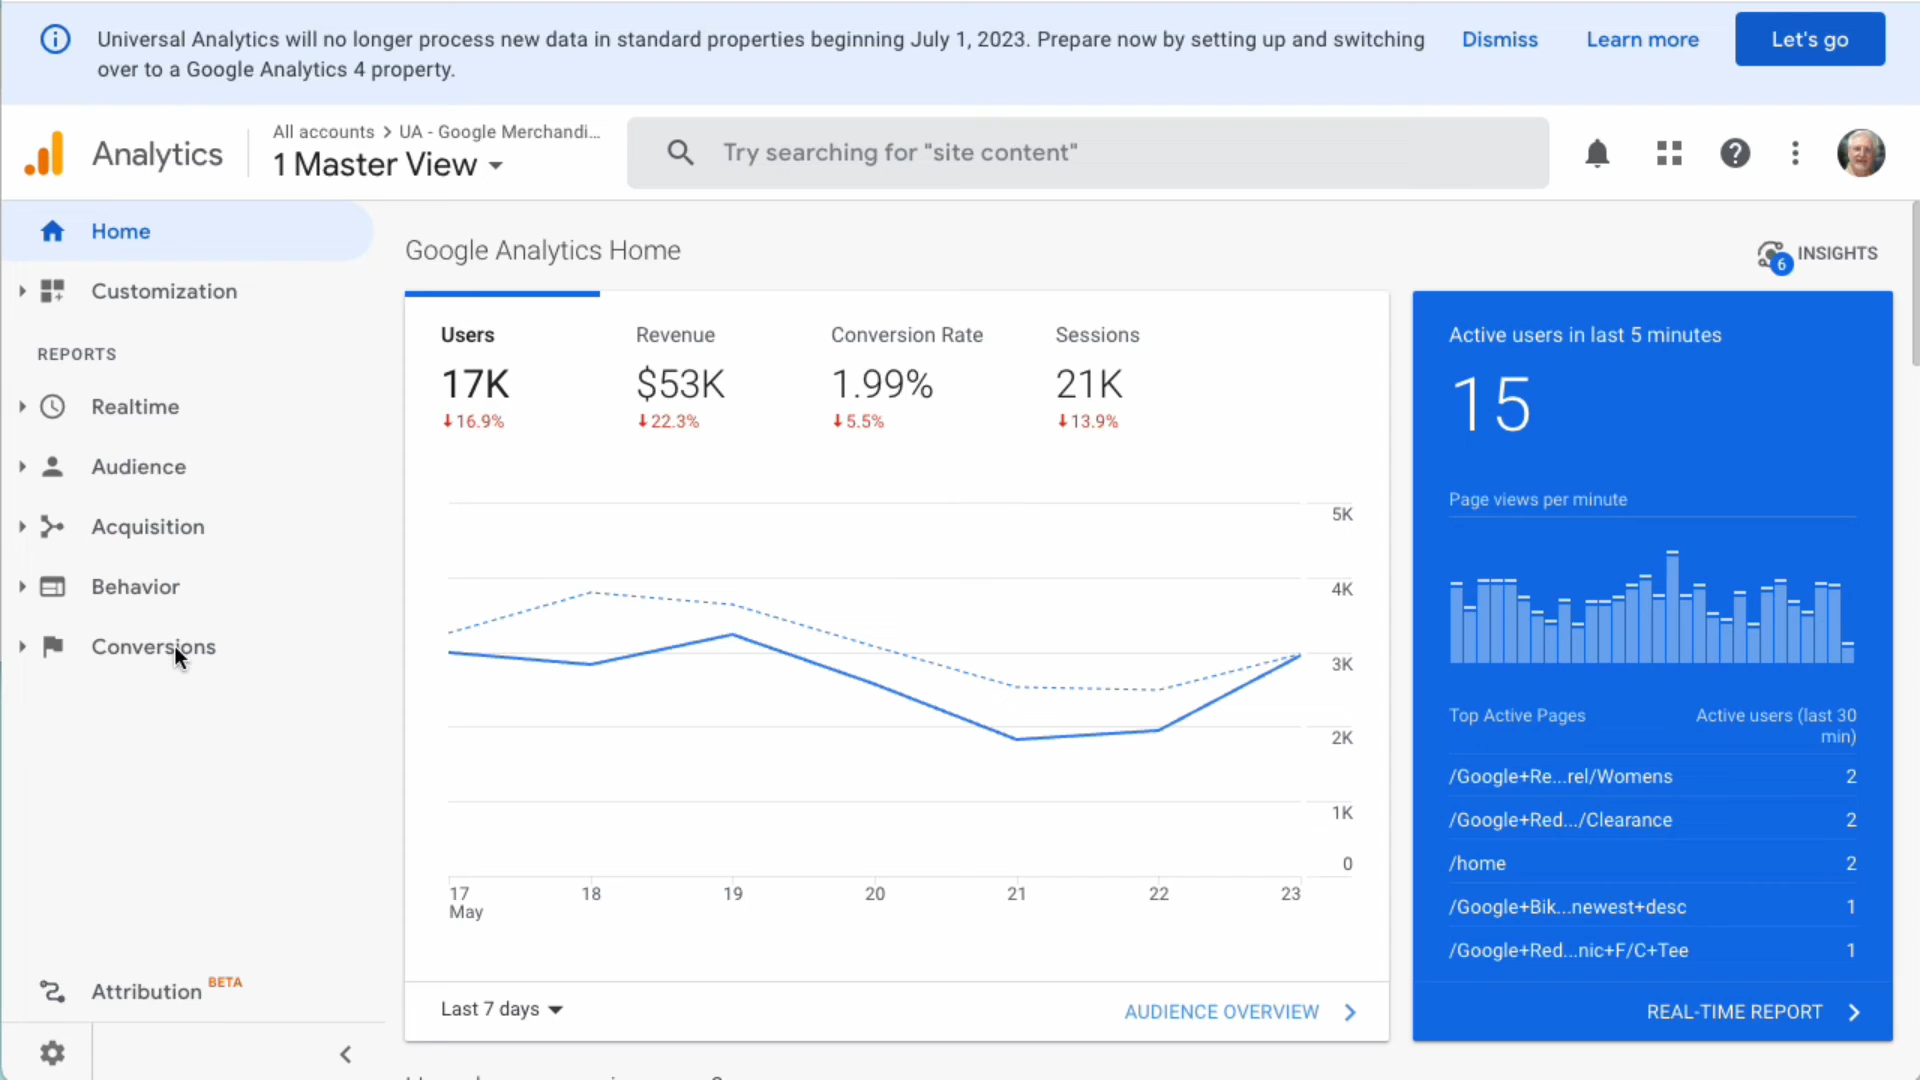 Universal Analytics will no longer process new data in standard properties beginning July 1, 2023. Prepare now by setting up and switching
over to a Google Analytics 4 property.
Dismiss
Learn more
Let's go
Analytics
All accounts > UA - Google Merchandi...
1 Master View
Try searching for "site content"
Home
Customization
REPORTS
Realtime
Audience
Acquisition
Behavior
Conversions
Attribution BETA
Google Analytics Home
6 INSIGHTS
Users
17K
16.9%
Revenue
$53K
22.3%
Conversion Rate
1.99%
5.5%
Sessions
21K
13.9%
5K
4K
3K
2K
1K
0
17 18 19 20 21 22 23
May
Last 7 days
AUDIENCE OVERVIEW
Active users in last 5 minutes
15
Page views per minute
Top Active Pages Active users (last 30
min)
/Google+Re...rel/Womens 2
/Google+Red.../Clearance 2
/home 2
/Google+Bik...newest+desc 1
/Google+Red...nic+F/C+Tee 1
REAL-TIME REPORT